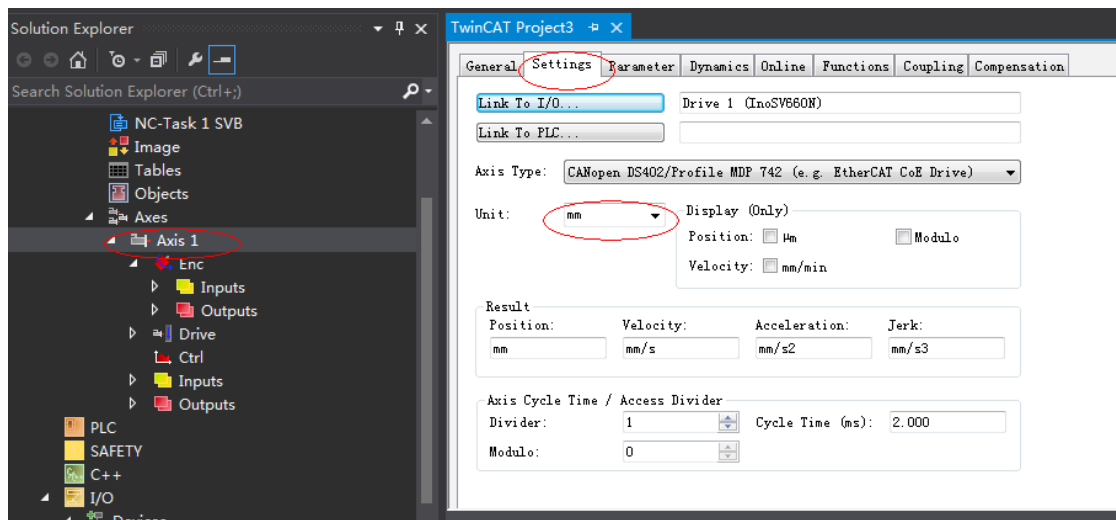 Solution Explorer
Search Solution Explorer (Ctrl+;)
NC-Task 1 SVB
Image
Tables
Objects
Axes
Axis 1
Enc
Inputs
Outputs
Drive
Ctrl
Inputs
Outputs
PLC
SAFETY
C++
I/O
Devices
TwinCAT Project3
General Settings Parameter Dynamics Online Functions Coupling Compensation
Link To I/O... Drive 1 (InoSV660N)
Link To PLC...
Axis Type: CANopen DS402/Profile MDP 742 (e.g. EtherCAT CoE Drive)
Unit: mm Display (Only)
Position: µm Modulo
Velocity: mm/min
Result
Position: Velocity: Acceleration: Jerk:
mm mm/s mm/s2 mm/s3
Axis Cycle Time / Access Divider
Divider: 1 Cycle Time (ms): 2.000
Modulo: 0